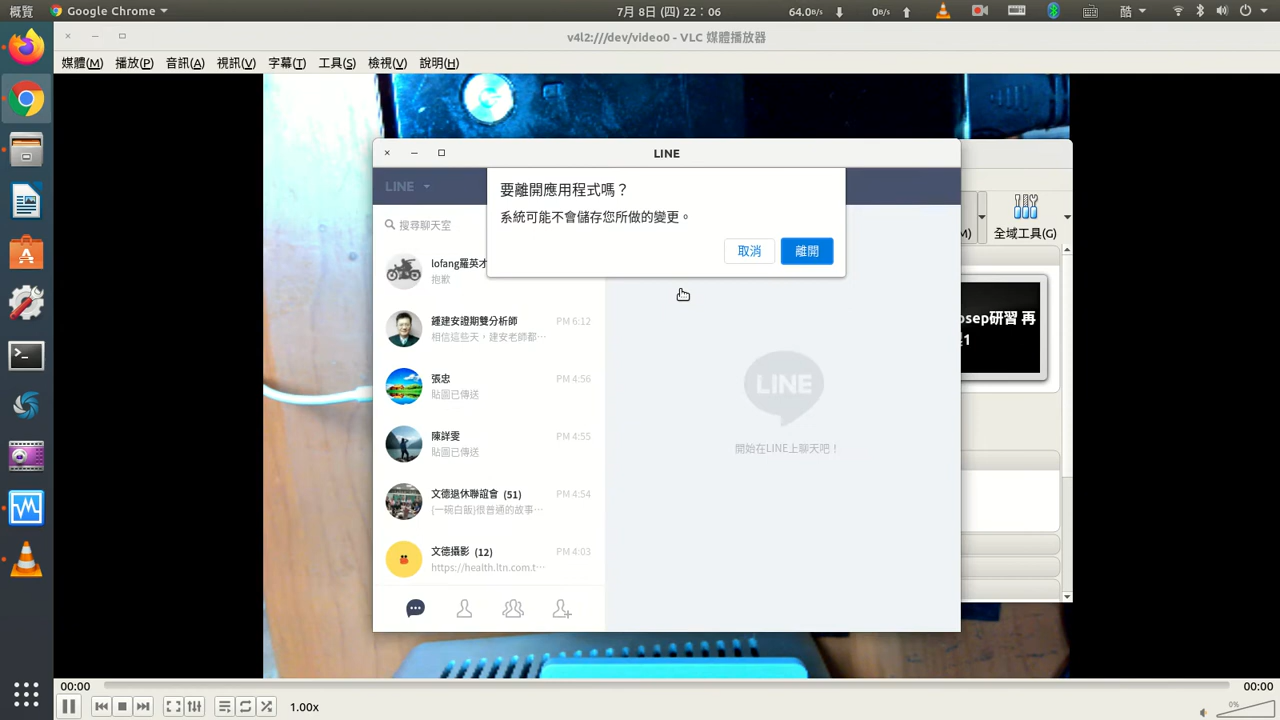 概覽
Google Chrome
7月 8日 (四) 22：06
64.0B/s
0B/s
酷
v4l2:///dev/video0 - VLC 媒體播放器
媒體(M) 播放(P) 音訊(A) 視訊(V) 字幕(T) 工具(S) 檢視(V) 說明(H)
LINE
LINE
要離開應用程式嗎？
系統可能不會儲存您所做的變更。
取消
離開
搜尋聊天室
lofang羅英才
抱歉
鍾建安證期雙分析師 PM 6:12
相信這些天，建安老師都…
張忠 PM 4:56
貼圖已傳送
陳詳雯 PM 4:55
貼圖已傳送
文德退休聯誼會 (51) PM 4:54
(一碗白飯)很普通的故事…
文德攝影 (12) PM 4:03
https://health.ltn.com.t…
LINE
開始在LINE上聊天吧！
M)
全域工具(G)
osep研習 再
1
00:00
00:00
1.00x
0%